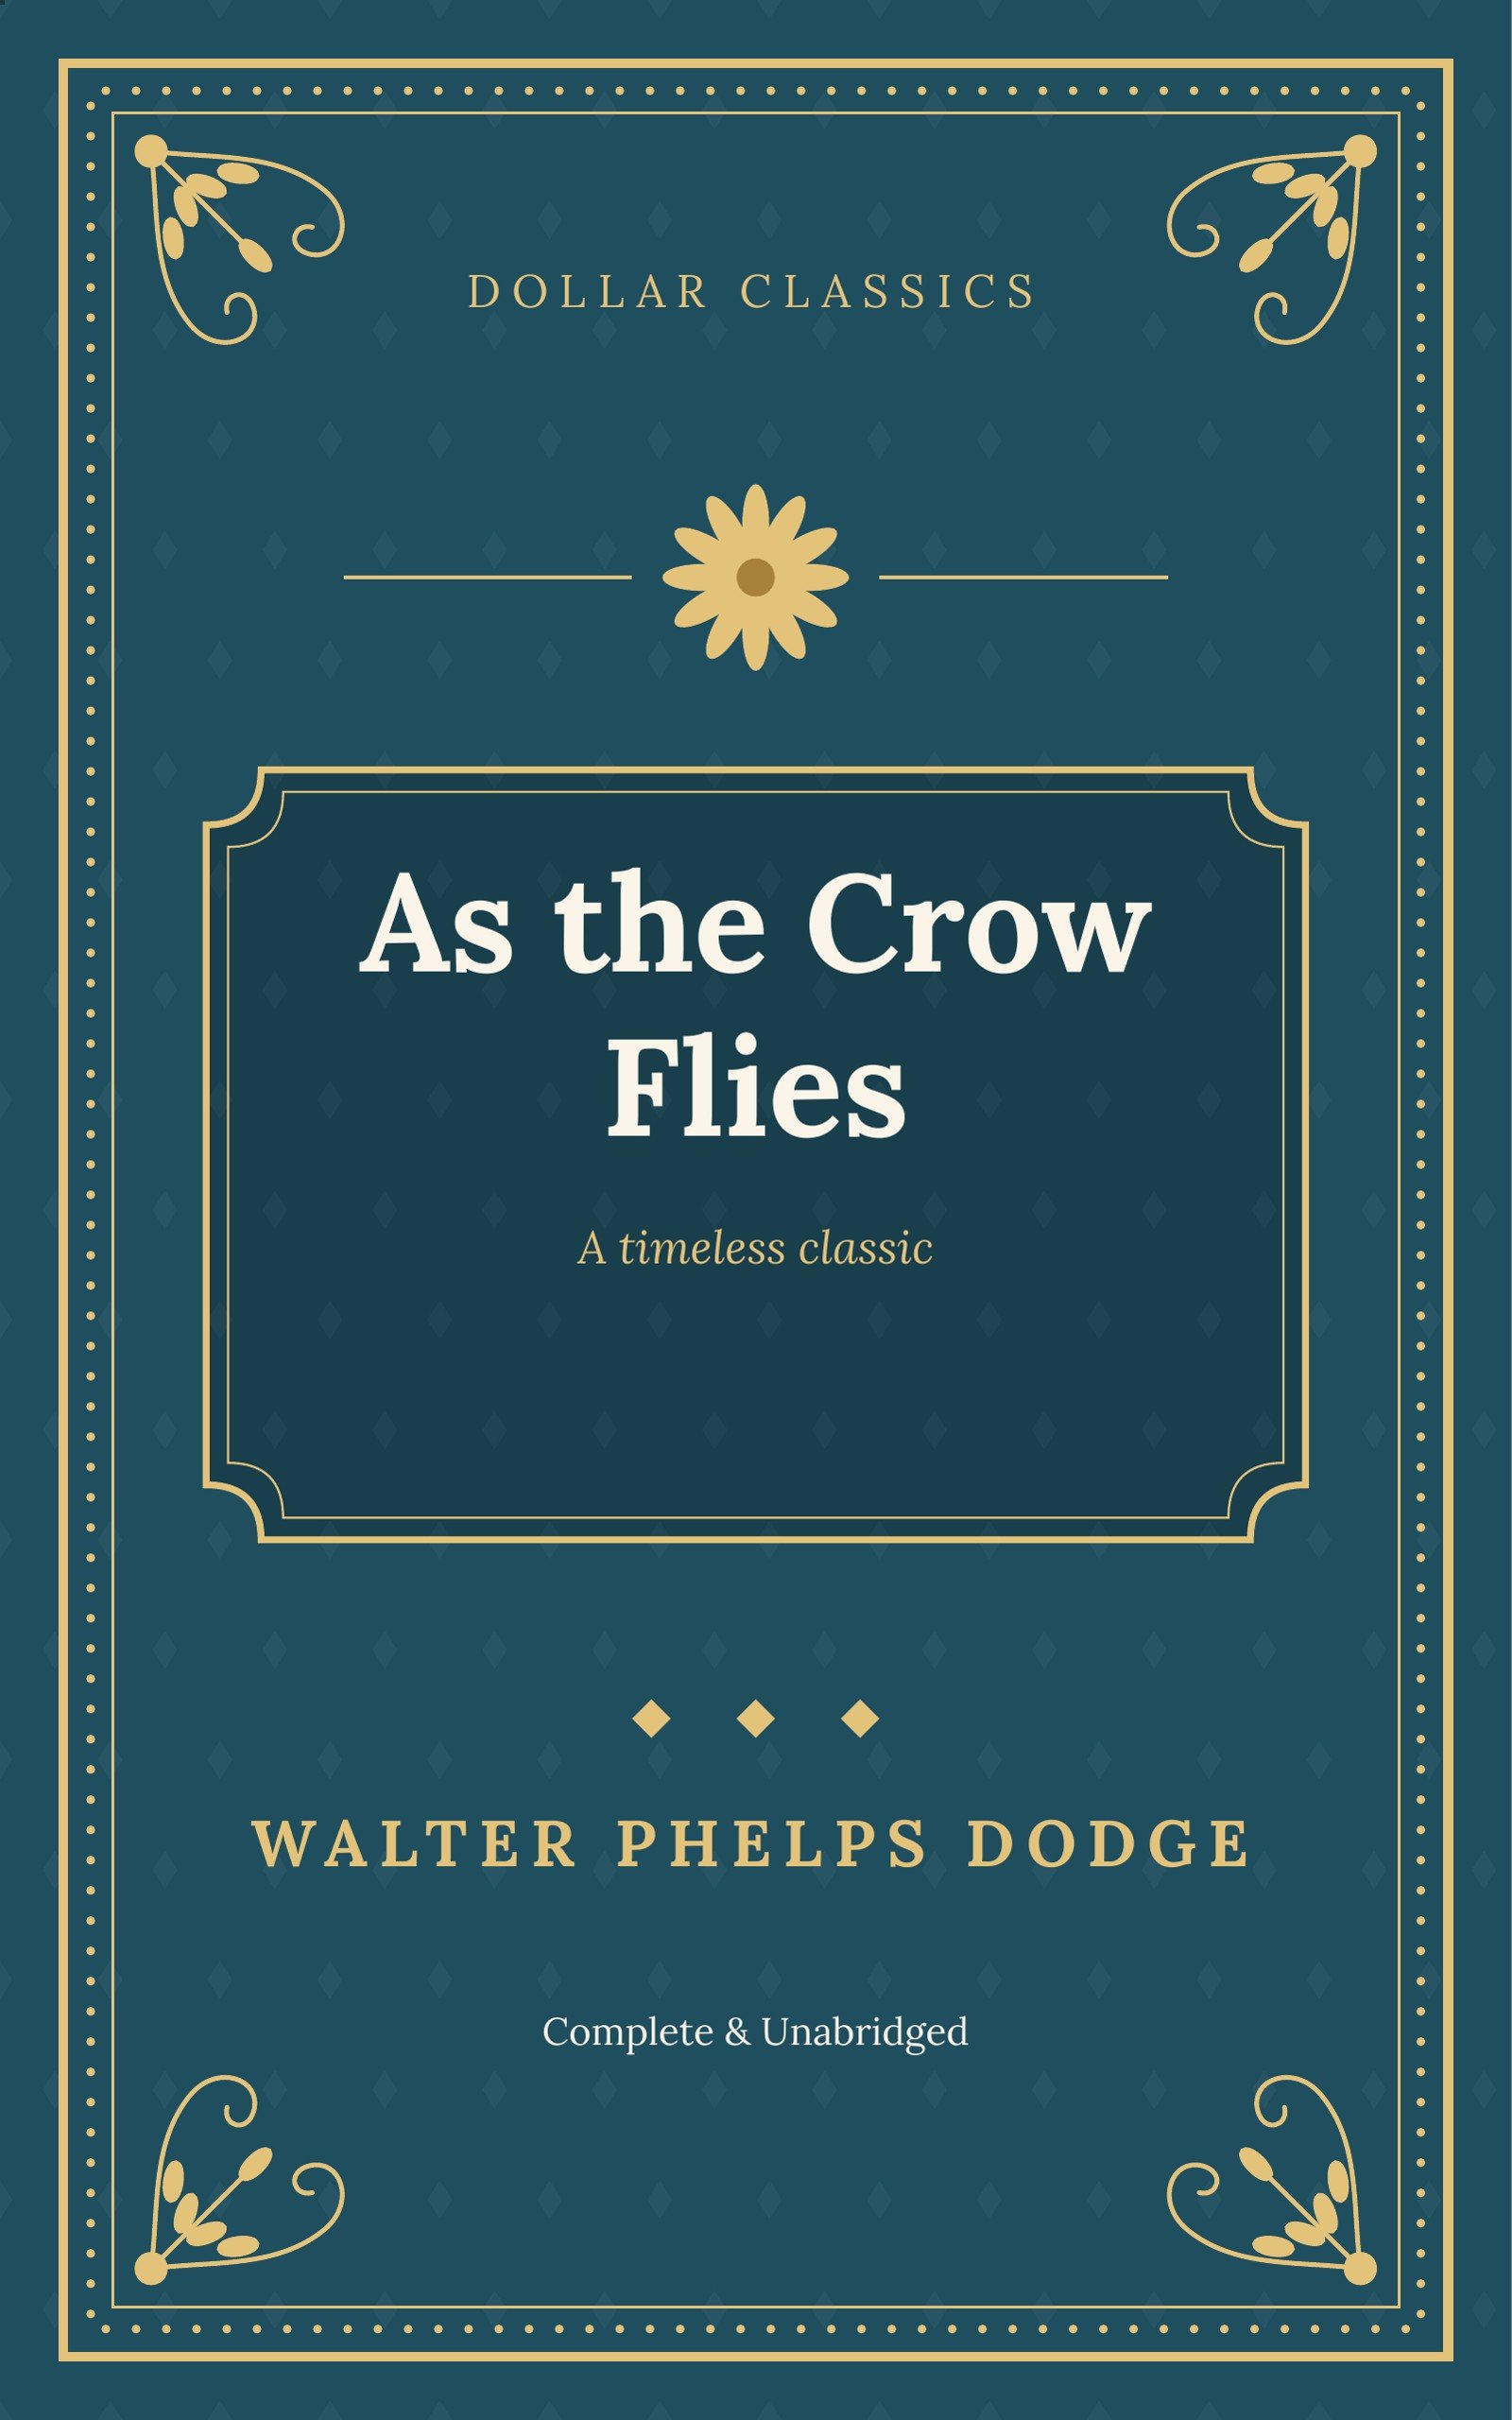 DOLLAR CLASSICS
As the Crow
Flies
A timeless classic
WALTER PHELPS DODGE
Complete & Unabridged